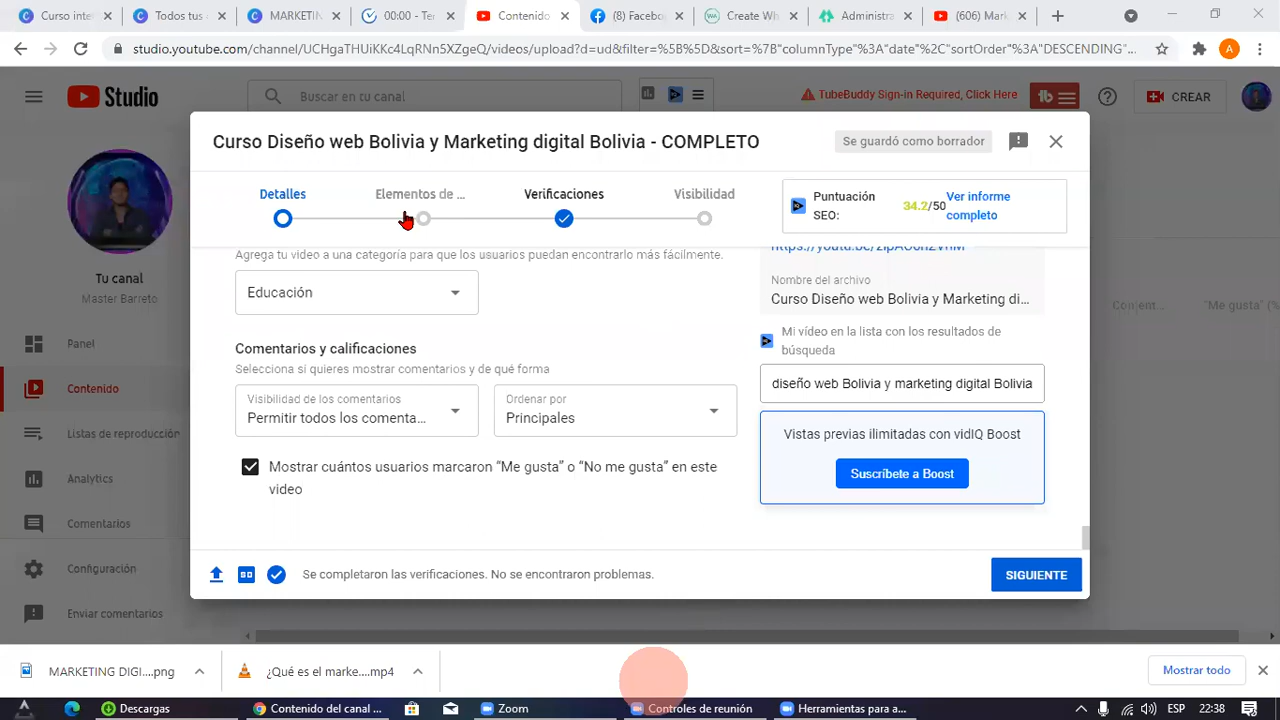 Curso inte
Todos tus
MARKETING
00:00 - Te
Contenido
(8) Facebo
Create Wh
Administra
(606) Mark
studio.youtube.com/channel/UCHgaTHUiKKc4LqRNn5XZgeQ/videos/upload?d=ud&filter=%5B%5D&sort=%7B"columnType"%3A"date"%2C"sortOrder"%3A"DESCENDING"...
A
Studio
Buscar en tu canal
TubeBuddy Sign-in Required, Click Here
CREAR
Curso Diseño web Bolivia y Marketing digital Bolivia - COMPLETO
Se guardó como borrador
Detalles
Elementos de ...
Verificaciones
Visibilidad
Puntuación SEO:
34.2/50
Ver informe completo
Agrega tu video a una categoría para que los usuarios puedan encontrarlo más fácilmente.
Educación
Nombre del archivo
Curso Diseño web Bolivia y Marketing di...
Mi vídeo en la lista con los resultados de
búsqueda
diseño web Bolivia y marketing digital Bolivia
Vistas previas ilimitadas con vidIQ Boost
Suscríbete a Boost
Comentarios y calificaciones
Selecciona si quieres mostrar comentarios y de qué forma
Visibilidad de los comentarios
Permitir todos los comenta...
Ordenar por
Principales
Mostrar cuántos usuarios marcaron “Me gusta” o “No me gusta” en este
video
SD
Se completaron las verificaciones. No se encontraron problemas.
SIGUIENTE
Tu canal
Master Barreto
Panel
Contenido
Listas de reproducción
Analytics
Comentarios
Configuración
Enviar comentarios
Coment...
"Me gusta" (%
MARKETING DIGI....png
¿Qué es el marke....mp4
Mostrar todo
Descargas
Contenido del canal ...
Zoom
Controles de reunión
Herramientas para a...
ESP
22:38